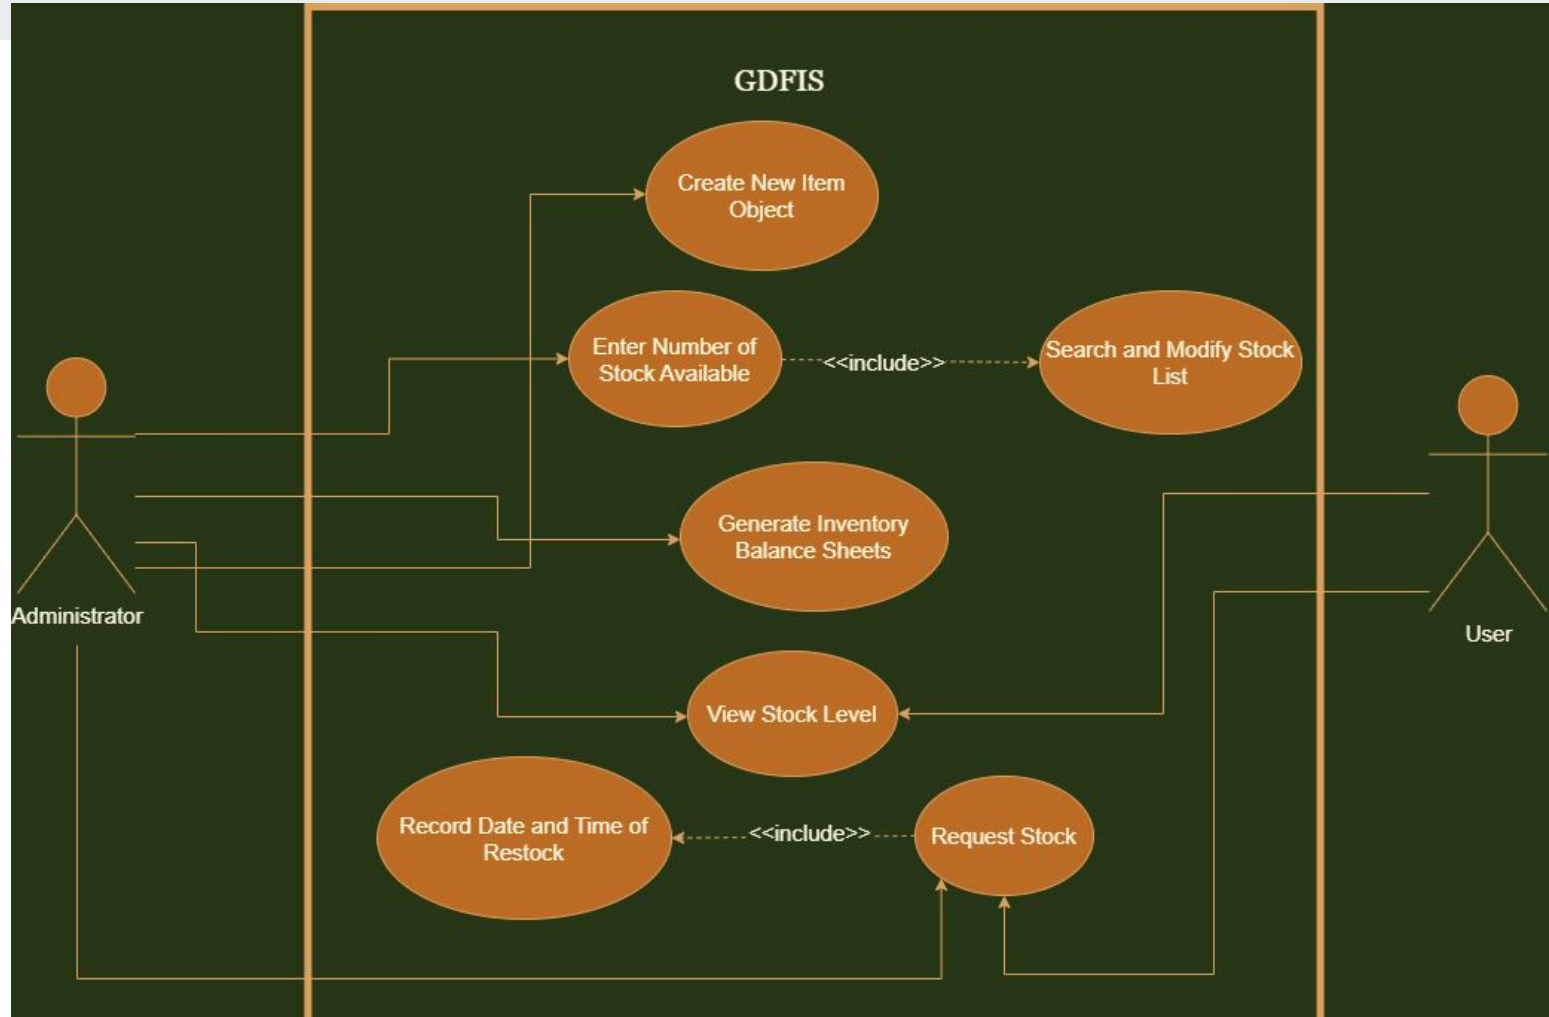 GDFIS
Create New Item
Object
Enter Number of
Stock Available
<<include>>
Search and Modify Stock
List
Generate Inventory
Balance Sheets
Administrator
User
View Stock Level
Record Date and Time of
Restock
<<include>>
Request Stock